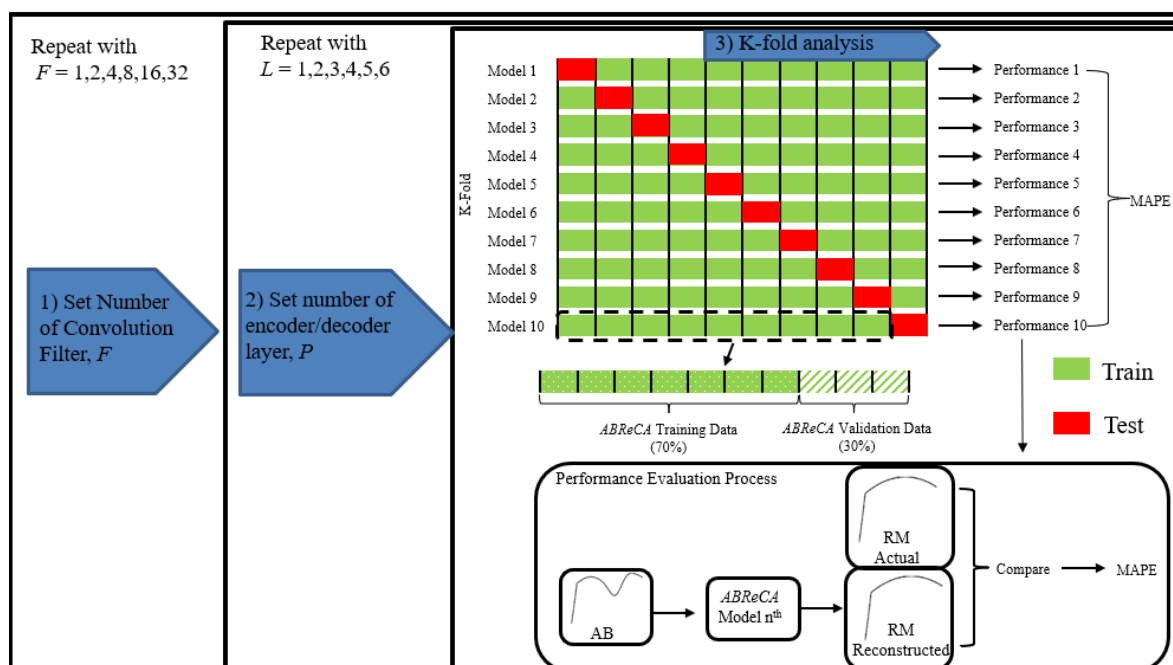 Repeat with
F = 1,2,4,8,16,32
1) Set Number
of Convolution
Filter, F
Repeat with
L = 1,2,3,4,5,6
2) Set number of
encoder/decoder
layer, P
3) K-fold analysis
K-Fold
Model 1
Performance 1
Model 2
Performance 2
Model 3
Performance 3
Model 4
Performance 4
Model 5
Performance 5
Model 6
Performance 6
Model 7
Performance 7
Model 8
Performance 8
Model 9
Performance 9
Model 10
Performance 10
MAPE
ABReCA Training Data
(70%)
ABReCA Validation Data
(30%)
Train
Test
Performance Evaluation Process
AB
ABReCA
Model nth
RM
Actual
RM
Reconstructed
Compare
MAPE